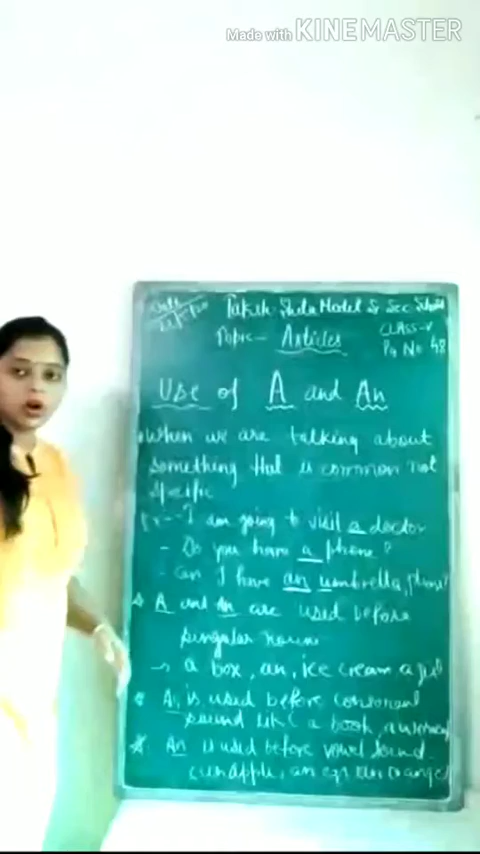 Made with KINEMASTER
Date
Taksh Shila Model Sr Sec School
CLASS-V
Topic- Articles
Pg No- 48
Use of A and An
When we are talking about
something that is common not
specific
Ex-- I am going to visit a doctor
- Do you have a phone?
- Can I have an umbrella, please?
A and An are used before
singular noun
→ a box, an, ice cream, a girl
A, is used before consonant
sound like a book, a woman
An is used before vowel sound
apple, an egg, an orange